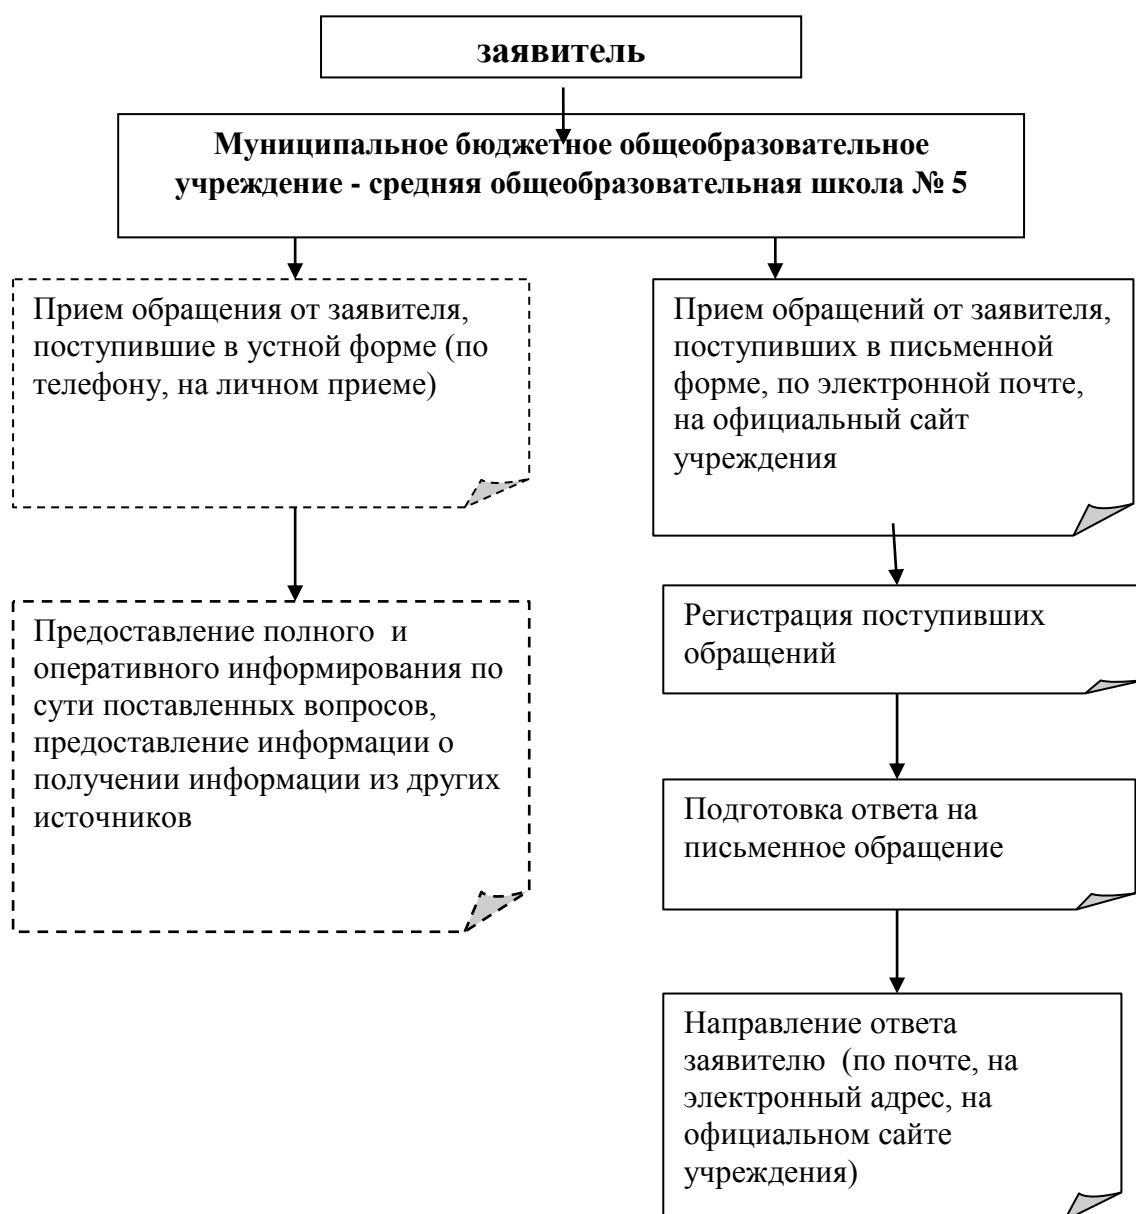 заявитель
Муниципальное бюджетное общеобразовательное
учреждение - средняя общеобразовательная школа № 5
Прием обращения от заявителя,
поступившие в устной форме (по
телефону, на личном приеме)
Предоставление полного  и
оперативного информирования по
сути поставленных вопросов,
предоставление информации о
получении информации из других
источников
Прием обращений от заявителя,
поступивших в письменной
форме, по электронной почте,
на официальный сайт
учреждения
Регистрация поступивших
обращений
Подготовка ответа на
письменное обращение
Направление ответа
заявителю  (по почте, на
электронный адрес, на
официальном сайте
учреждения)